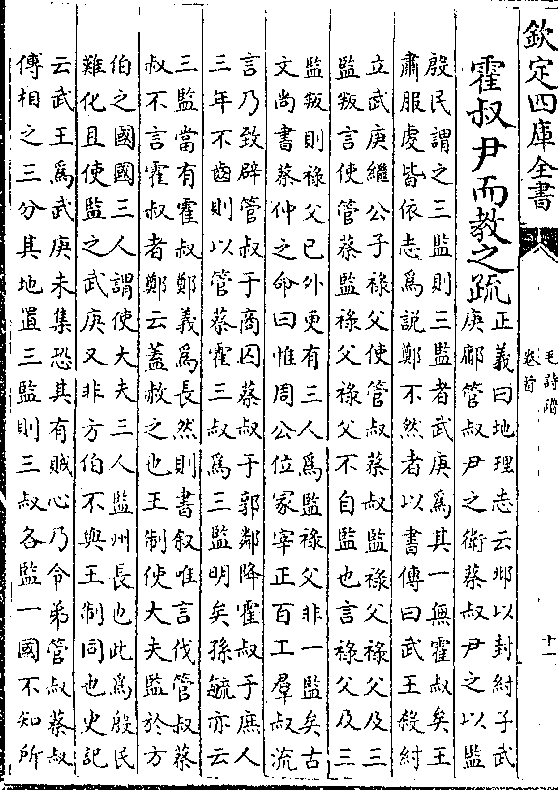 欽定四庫全書
毛詩譜
卷首
十一
霍叔尹而教之疏
正義曰地理志云邶以封紂子武
庚鄘管叔尹之衛蔡叔尹之以監
殷民謂之三監則三監者武庚爲其一無霍叔矣王
肅服虔皆依志爲説鄭不然者以書傳曰武王殺紂
立武庚繼公子祿父使管叔蔡叔監祿父祿父及三
監叛言使管蔡監祿父祿父不自監也言祿父及三
監叛則祿父已外更有三人爲監祿父非一監矣古
文尚書蔡仲之命曰惟周公位冡宰正百工羣叔流
言乃致辟管叔于商囚蔡叔于郭鄰降霍叔于庶人
三年不齒則以管蔡霍三叔爲三監明矣孫毓亦云
三監當有霍叔鄭義爲長然則書叙唯言伐管叔蔡
叔不言霍叔者鄭云蓋赦之也王制使大夫監於方
伯之國國三人謂使大夫三人監州長也此爲殷民
難化且使監之武庚又非方伯不與王制同也史記
云武王爲武庚未集恐其有賊心乃令弟管叔蔡叔
傅相之三分其地置三監則三叔各監一國不知所